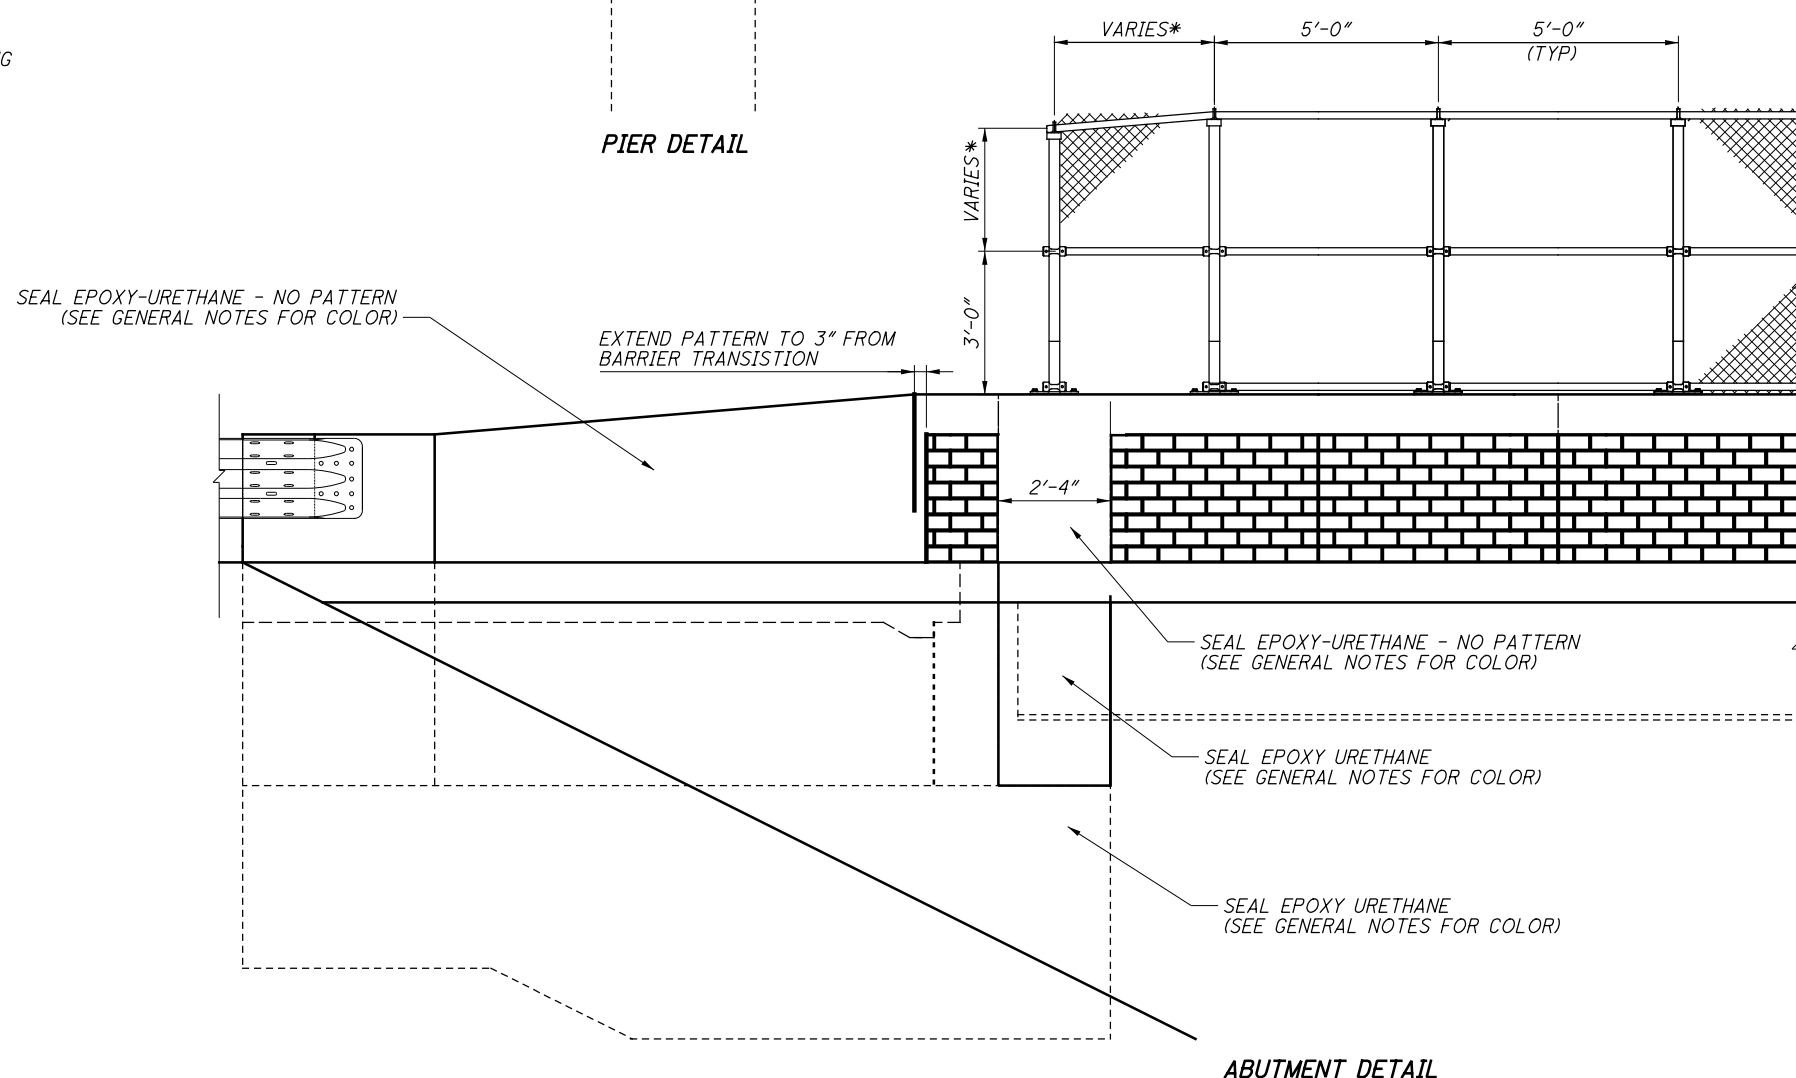 VARIES*
5'-0"
5'-0"
(TYP)
G
PIER DETAIL
VARIES*
3'-0"
SEAL EPOXY-URETHANE - NO PATTERN
(SEE GENERAL NOTES FOR COLOR)
EXTEND PATTERN TO 3" FROM
BARRIER TRANSISTION
2'-4"
SEAL EPOXY-URETHANE - NO PATTERN
(SEE GENERAL NOTES FOR COLOR)
SEAL EPOXY URETHANE
(SEE GENERAL NOTES FOR COLOR)
SEAL EPOXY URETHANE
(SEE GENERAL NOTES FOR COLOR)
ABUTMENT DETAIL